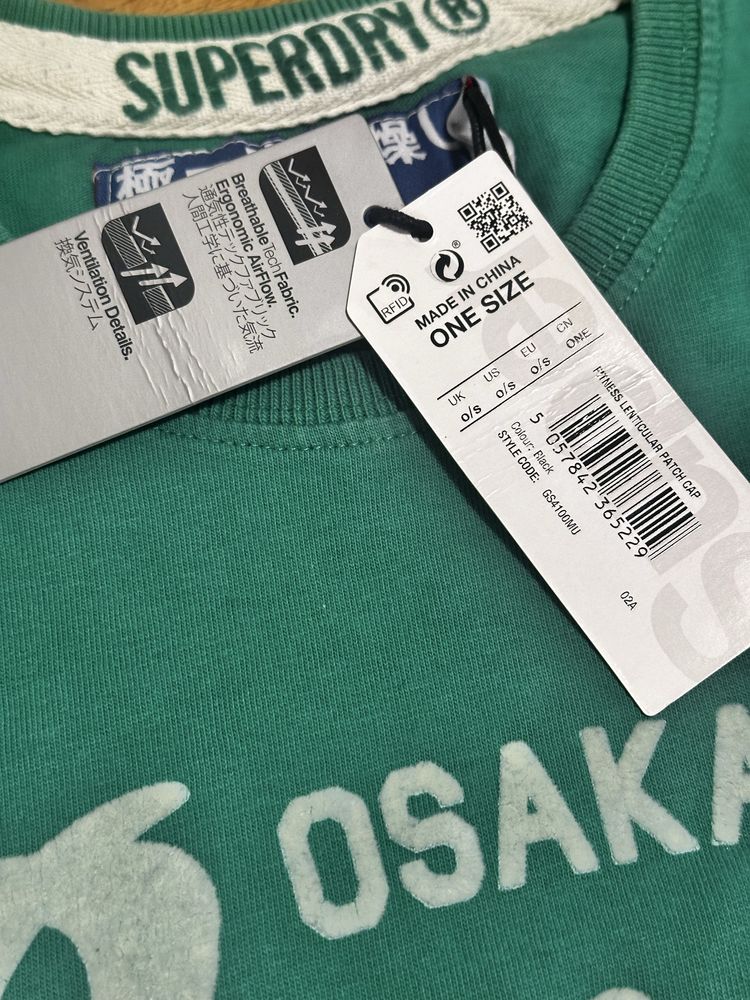 SUPERDRY®
極
Breathable Tech Fabric.
Ergonomic AirFlow.
通気性テックファブリック
人間工学に基づいた気流
Ventilation Details.
換気システム
RFID
MADE IN CHINA
ONE SIZE
UK US EU CN
o/s o/s o/s ONE
FITNESS LENTICULAR PATCH CAP
5 057842 365229
Colour: Black
STYLE CODE: GS4100MU
02A
OSAKA